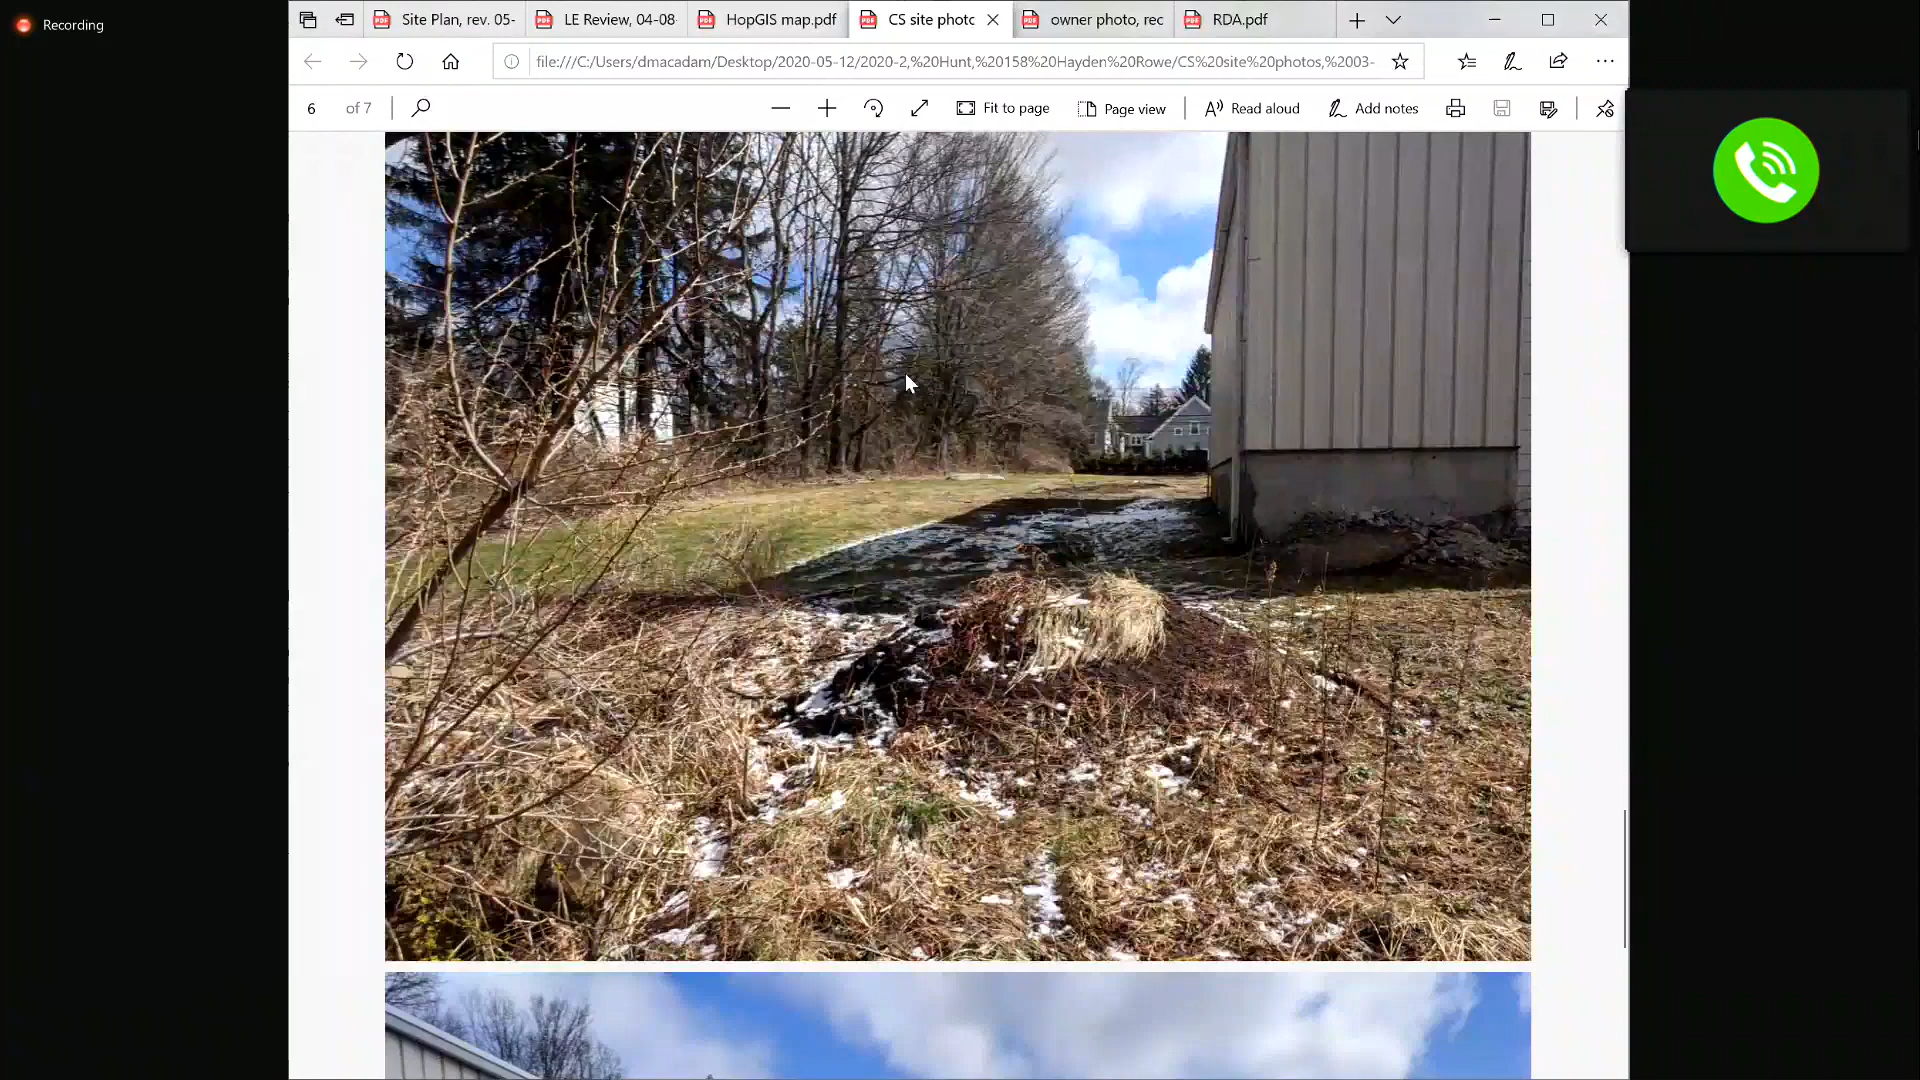 Recording
Site Plan, rev. 05-
LE Review, 04-08
HopGIS map.pdf
CS site photo
owner photo, rec
RDA.pdf
file:///C:/Users/dmacadam/Desktop/2020-05-12/2020-2,%20Hunt,%20158%20Hayden%20Rowe/CS%20site%20photos,%2003-
6 of 7
Fit to page
Page view
Read aloud
Add notes